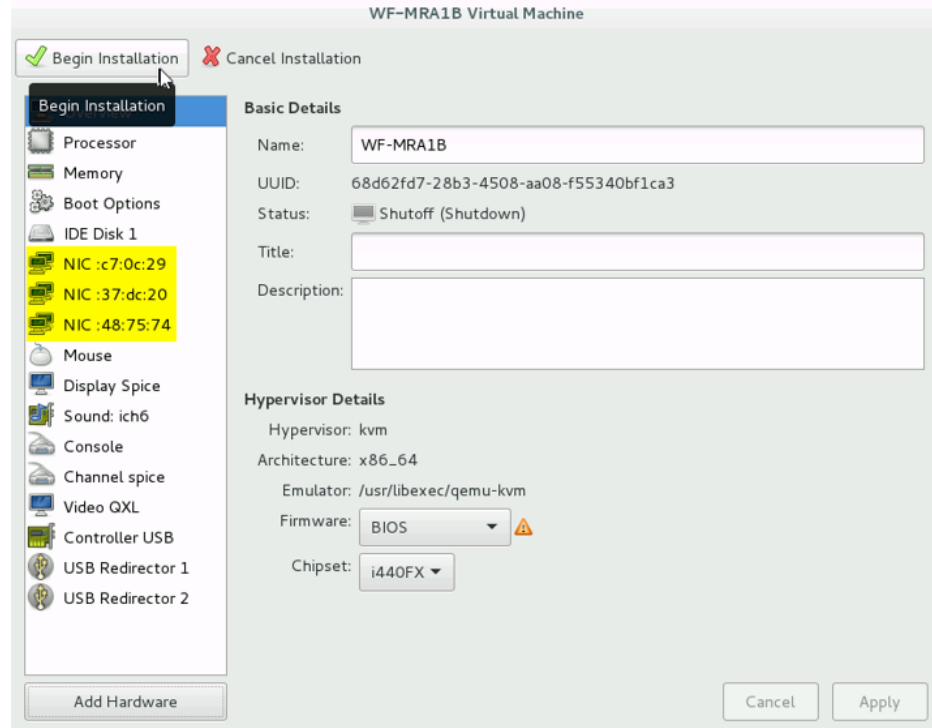 WF-MRA1B Virtual Machine
Begin Installation
Cancel Installation
Begin Installation
Processor
Memory
Boot Options
IDE Disk 1
NIC :c7:0c:29
NIC :37:dc:20
NIC :48:75:74
Mouse
Display Spice
Sound: ich6
Console
Channel spice
Video QXL
Controller USB
USB Redirector 1
USB Redirector 2
Add Hardware
Basic Details
Name: WF-MRA1B
UUID: 68d62fd7-28b3-4508-aa08-f55340bf1ca3
Status: Shutoff (Shutdown)
Title:
Description:
Hypervisor Details
Hypervisor: kvm
Architecture: x86_64
Emulator: /usr/libexec/qemu-kvm
Firmware: BIOS
Chipset: i440FX
Cancel
Apply